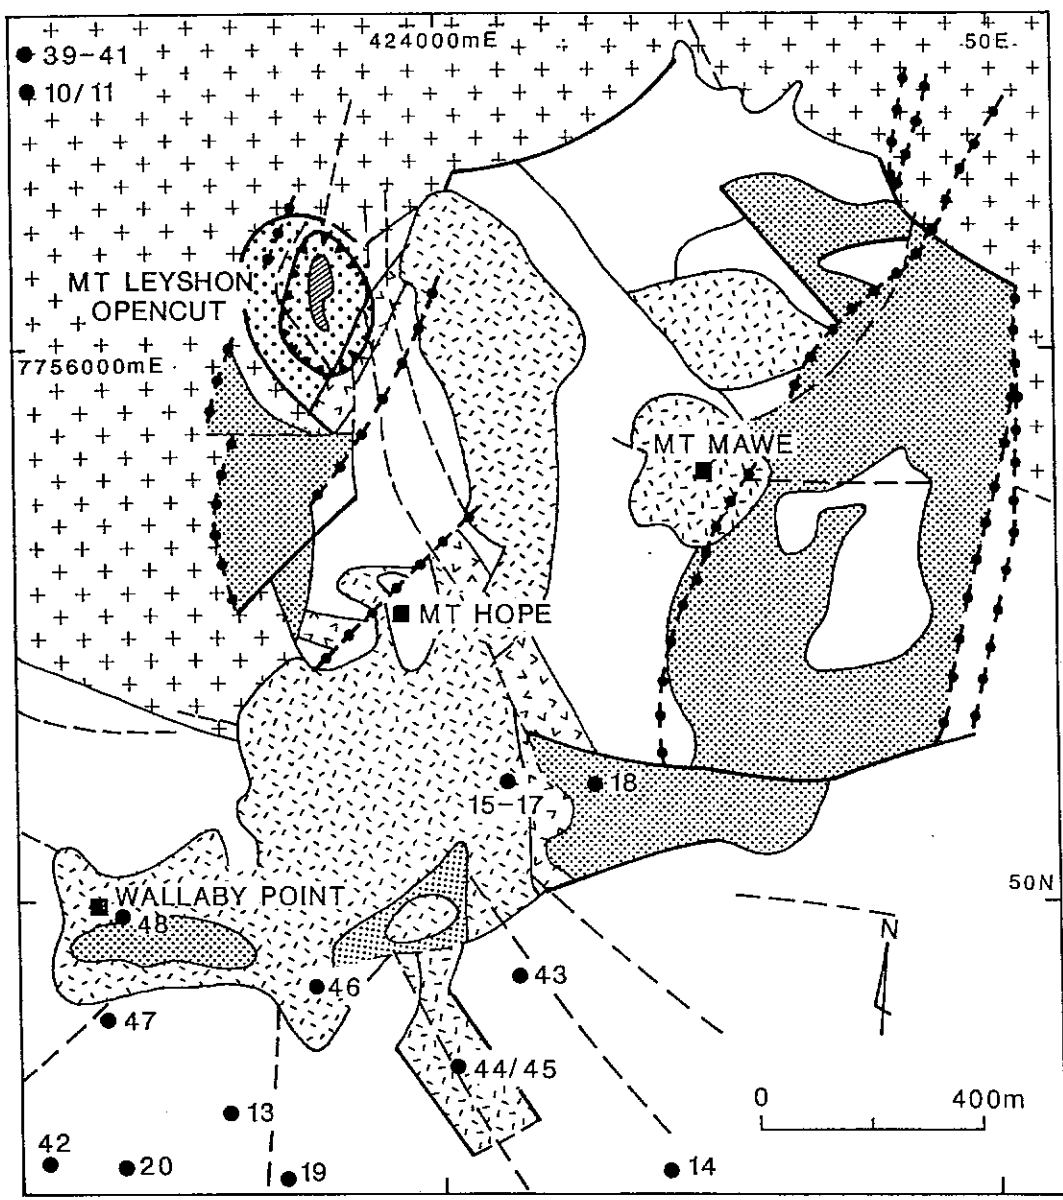 424000mE
50E
39-41
10/11
MT LEYSHON
OPENCUT
7756000mE
MT MAWE
MT HOPE
15-17
18
WALLABY POINT
48
50N
N
46
43
47
44/45
0
400m
13
42
20
19
14